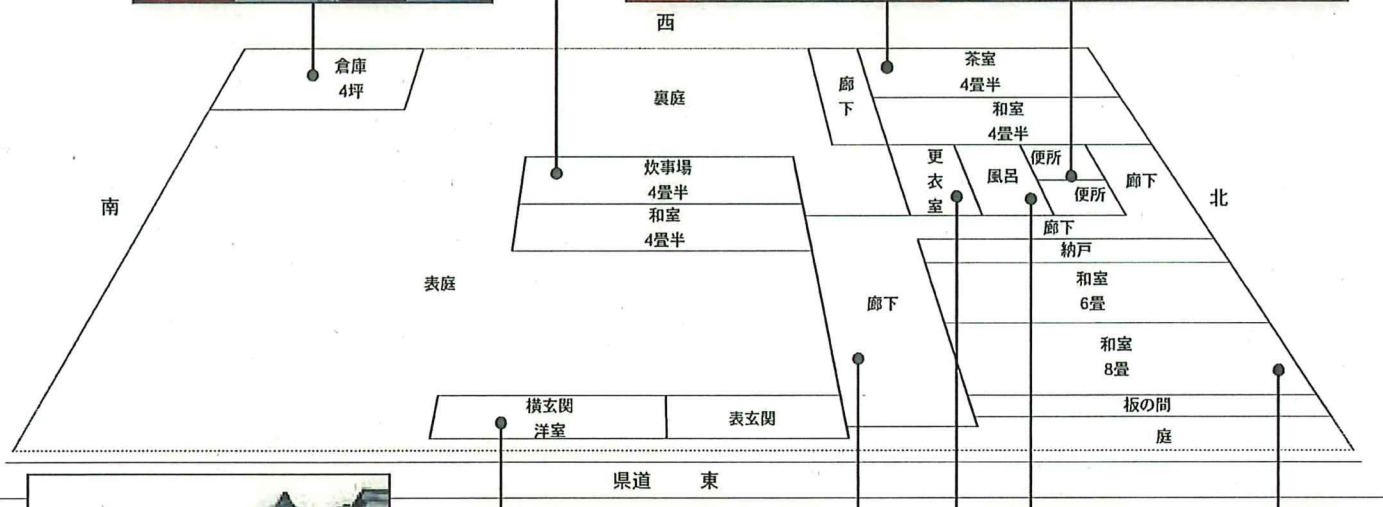 西
倉庫
4坪
裏庭
廊
下
茶室
4畳半
和室
4畳半
炊事場
4畳半
和室
4畳半
更
衣
室
風呂
便所
便所
廊下
南
北
廊下
納戸
和室
6畳
表庭
廊下
和室
8畳
横玄関
洋室
表玄関
板の間
庭
県道 東